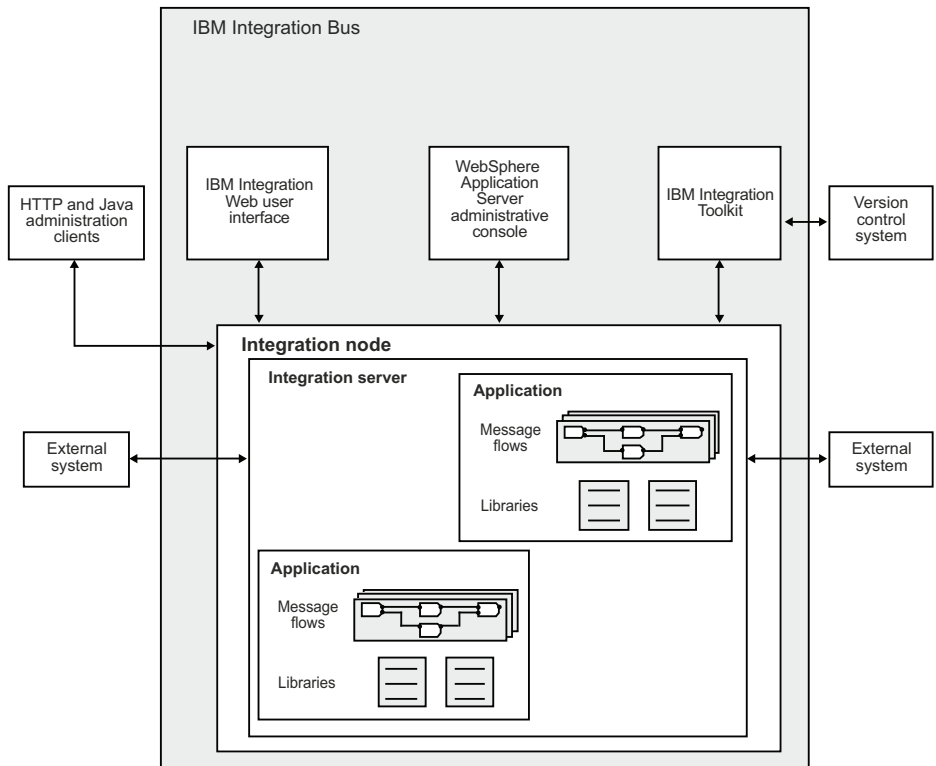 IBM Integration Bus
IBM Integration
Web user
interface
WebSphere
Application
Server
administrative
console
IBM Integration
Toolkit
HTTP and Java
administration
clients
Version
control
system
Integration node
Integration server
Application
Message
flows
Libraries
External
system
External
system
Application
Message
flows
Libraries